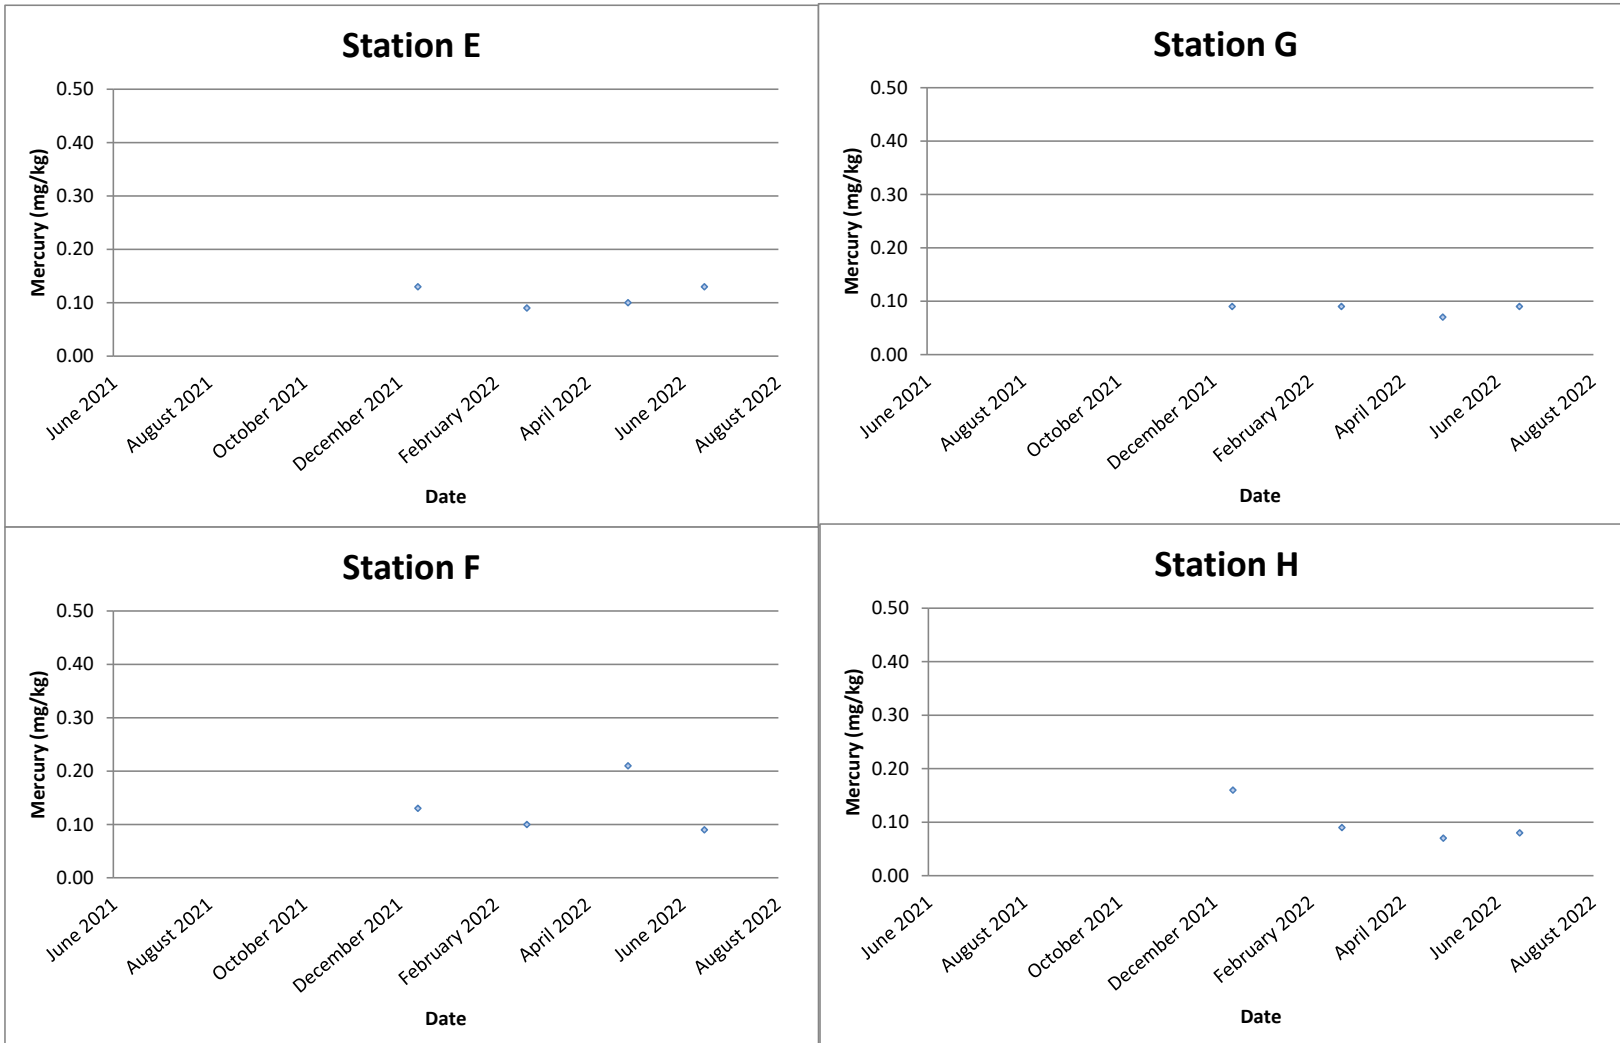 Station E
0.50
0.40
0.30
0.20
0.10
0.00
Mercury (mg/kg)
June 2021
August 2021
October 2021
December 2021
February 2022
April 2022
June 2022
August 2022
Date
Station G
0.50
0.40
0.30
0.20
0.10
0.00
Mercury (mg/kg)
June 2021
August 2021
October 2021
December 2021
February 2022
April 2022
June 2022
August 2022
Date
Station F
0.50
0.40
0.30
0.20
0.10
0.00
Mercury (mg/kg)
June 2021
August 2021
October 2021
December 2021
February 2022
April 2022
June 2022
August 2022
Date
Station H
0.50
0.40
0.30
0.20
0.10
0.00
Mercury (mg/kg)
June 2021
August 2021
October 2021
December 2021
February 2022
April 2022
June 2022
August 2022
Date